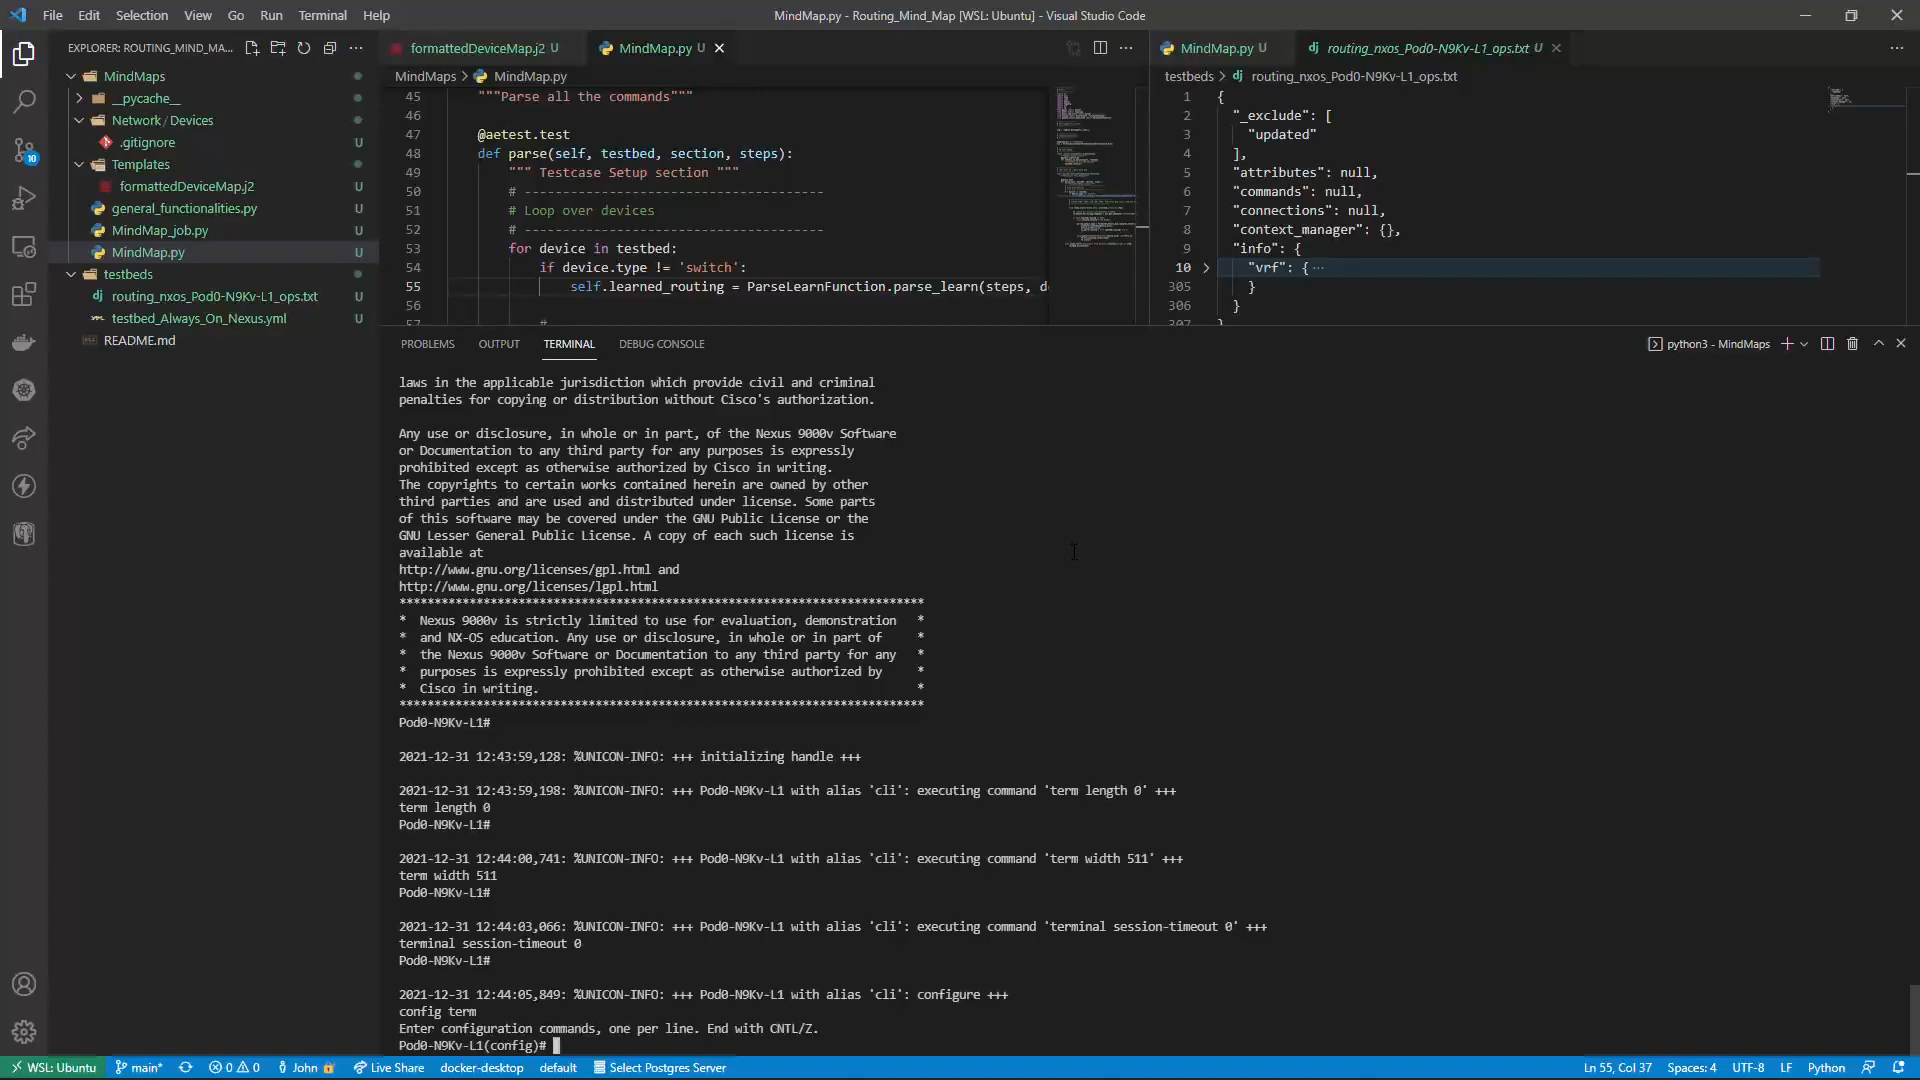 File Edit Selection View Go Run Terminal Help
MindMap.py - Routing_Mind_Map [WSL: Ubuntu] - Visual Studio Code
EXPLORER: ROUTING_MIND_MA...
MindMaps
__pycache__
Network / Devices
.gitignore U
Templates
formattedDeviceMap.j2 U
general_functionalities.py U
MindMap_job.py U
MindMap.py U
testbeds
routing_nxos_Pod0-N9Kv-L1_ops.txt U
testbed_Always_On_Nexus.yml U
README.md
10
formattedDeviceMap.j2 U MindMap.py U
MindMaps > MindMap.py
45 """Parse all the commands"""
46
47 @aetest.test
48 def parse(self, testbed, section, steps):
49 """ Testcase Setup section """
50 # ---------------------------------------
51 # Loop over devices
52 # ---------------------------------------
53 for device in testbed:
54 if device.type != 'switch':
55 self.learned_routing = ParseLearnFunction.parse_learn(steps, d
56
57 #
MindMap.py U routing_nxos_Pod0-N9Kv-L1_ops.txt U
testbeds > routing_nxos_Pod0-N9Kv-L1_ops.txt
1 {
2 "_exclude": [
3 "updated"
4 ],
5 "attributes": null,
6 "commands": null,
7 "connections": null,
8 "context_manager": {},
9 "info": {
10 "vrf": { ...
305 }
306 }
307 }
PROBLEMS OUTPUT TERMINAL DEBUG CONSOLE
python3 - MindMaps
laws in the applicable jurisdiction which provide civil and criminal
penalties for copying or distribution without Cisco's authorization.
Any use or disclosure, in whole or in part, of the Nexus 9000v Software
or Documentation to any third party for any purposes is expressly
prohibited except as otherwise authorized by Cisco in writing.
The copyrights to certain works contained herein are owned by other
third parties and are used and distributed under license. Some parts
of this software may be covered under the GNU Public License or the
GNU Lesser General Public License. A copy of each such license is
available at
http://www.gnu.org/licenses/gpl.html and
http://www.gnu.org/licenses/lgpl.html
***************************************************************************
* Nexus 9000v is strictly limited to use for evaluation, demonstration *
* and NX-OS education. Any use or disclosure, in whole or in part of *
* the Nexus 9000v Software or Documentation to any third party for any *
* purposes is expressly prohibited except as otherwise authorized by *
* Cisco in writing. *
***************************************************************************
Pod0-N9Kv-L1#
2021-12-31 12:43:59,128: %UNICON-INFO: +++ initializing handle +++
2021-12-31 12:43:59,198: %UNICON-INFO: +++ Pod0-N9Kv-L1 with alias 'cli': executing command 'term length 0' +++
term length 0
Pod0-N9Kv-L1#
2021-12-31 12:44:00,741: %UNICON-INFO: +++ Pod0-N9Kv-L1 with alias 'cli': executing command 'term width 511' +++
term width 511
Pod0-N9Kv-L1#
2021-12-31 12:44:03,066: %UNICON-INFO: +++ Pod0-N9Kv-L1 with alias 'cli': executing command 'terminal session-timeout 0' +++
terminal session-timeout 0
Pod0-N9Kv-L1#
2021-12-31 12:44:05,849: %UNICON-INFO: +++ Pod0-N9Kv-L1 with alias 'cli': configure +++
config term
Enter configuration commands, one per line. End with CNTL/Z.
Pod0-N9Kv-L1(config)#
WSL: Ubuntu main* 0 0 John Live Share docker-desktop default Select Postgres Server Ln 55, Col 37 Spaces: 4 UTF-8 LF Python